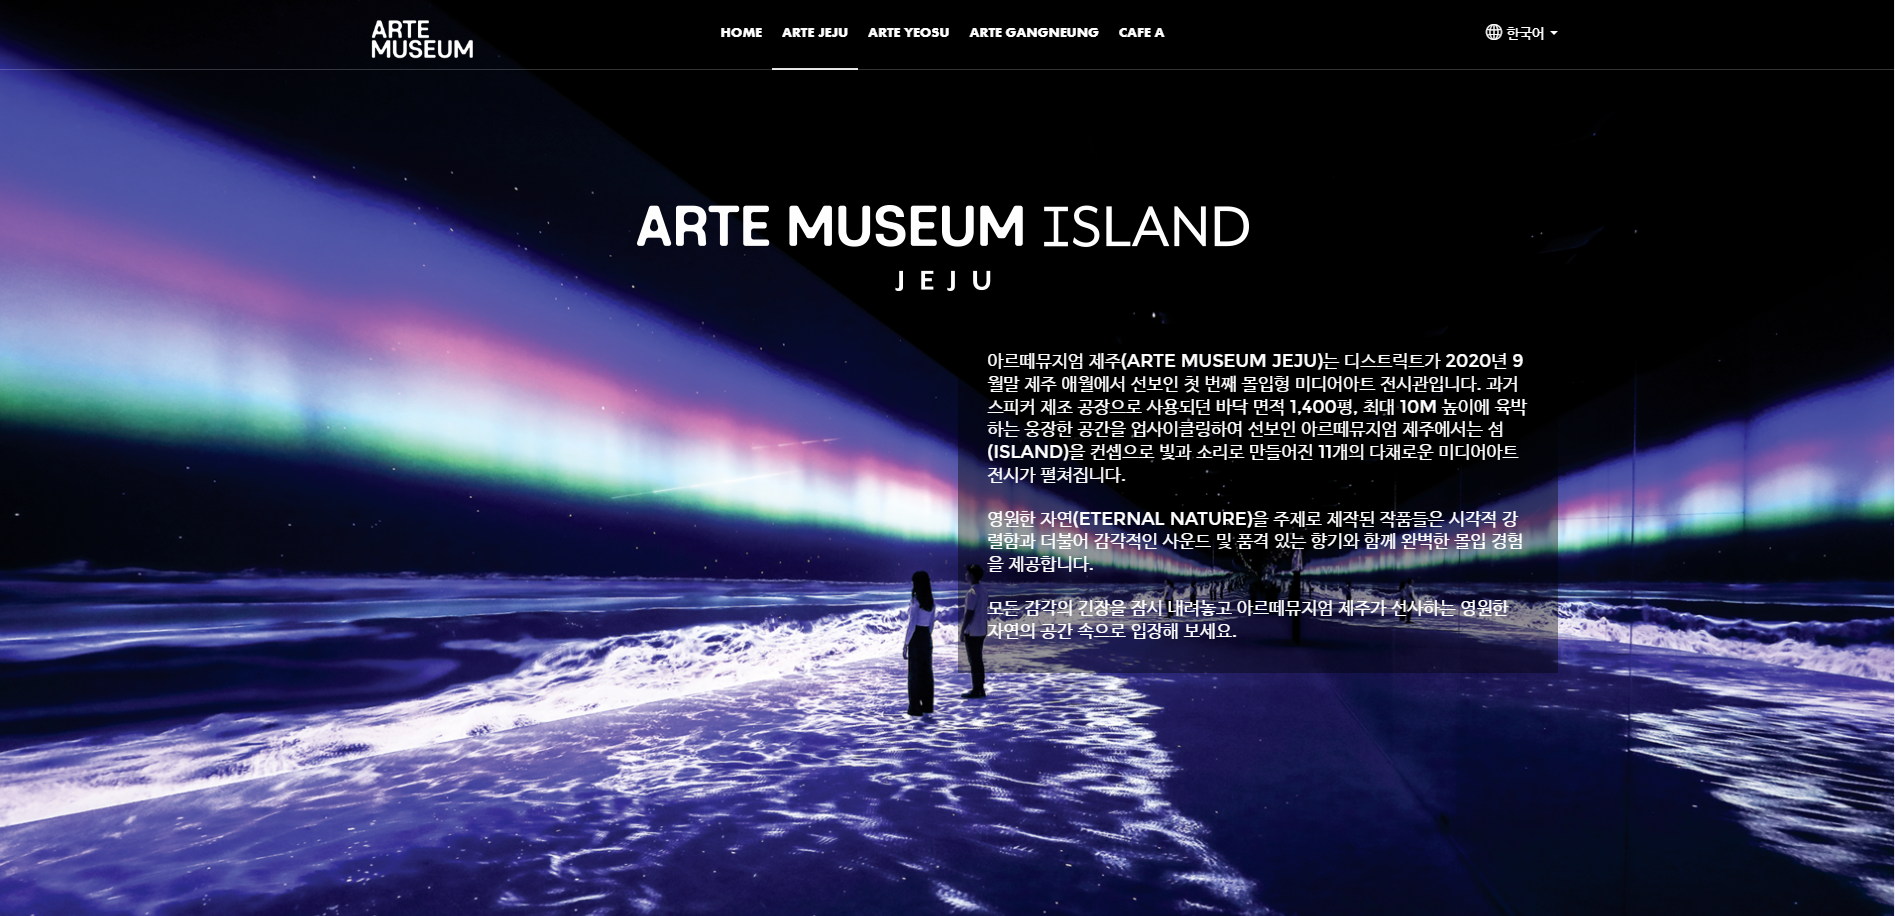 ARTE
MUSEUM
HOME ARTE JEJU ARTE YEOSU ARTE GANGNEUNG CAFE A
한국어
ARTE MUSEUM ISLAND
JEJU
아르떼뮤지엄 제주(ARTE MUSEUM JEJU)는 디스트릭트가 2020년 9
월말 제주 애월에서 선보인 첫 번째 몰입형 미디어아트 전시관입니다. 과거
스피커 제조 공장으로 사용되던 바닥 면적 1,400평, 최대 10M 높이에 육박
하는 웅장한 공간을 업사이클링하여 선보인 아르떼뮤지엄 제주에서는 섬
(ISLAND)을 컨셉으로 빛과 소리로 만들어진 11개의 다채로운 미디어아트
전시가 펼쳐집니다.
영원한 자연(ETERNAL NATURE)을 주제로 제작된 작품들은 시각적 강
렬함과 더불어 감각적인 사운드 및 품격 있는 향기와 함께 완벽한 몰입 경험
을 제공합니다.
모든 감각의 긴장을 잠시 내려놓고 아르떼뮤지엄 제주가 선사하는 영원한
자연의 공간 속으로 입장해 보세요.